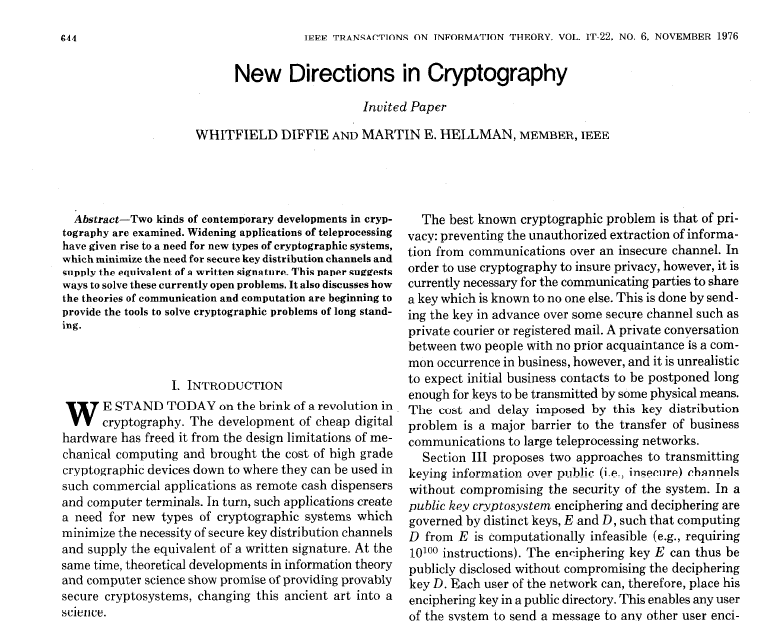 644
IEEE TRANSACTIONS ON INFORMATION THEORY, VOL. IT-22, NO. 6, NOVEMBER 1976
New Directions in Cryptography
Invited Paper
WHITFIELD DIFFIE AND MARTIN E. HELLMAN, MEMBER, IEEE
Abstract—Two kinds of contemporary developments in cryp-
tography are examined. Widening applications of teleprocessing
have given rise to a need for new types of cryptographic systems,
which minimize the need for secure key distribution channels and
supply the equivalent of a written signature. This paper suggests
ways to solve these currently open problems. It also discusses how
the theories of communication and computation are beginning to
provide the tools to solve cryptographic problems of long stand-
ing.
I. INTRODUCTION
WE STAND TODAY on the brink of a revolution in
cryptography. The development of cheap digital
hardware has freed it from the design limitations of me-
chanical computing and brought the cost of high grade
cryptographic devices down to where they can be used in
such commercial applications as remote cash dispensers
and computer terminals. In turn, such applications create
a need for new types of cryptographic systems which
minimize the necessity of secure key distribution channels
and supply the equivalent of a written signature. At the
same time, theoretical developments in information theory
and computer science show promise of providing provably
secure cryptosystems, changing this ancient art into a
science.
The best known cryptographic problem is that of pri-
vacy: preventing the unauthorized extraction of informa-
tion from communications over an insecure channel. In
order to use cryptography to insure privacy, however, it is
currently necessary for the communicating parties to share
a key which is known to no one else. This is done by send-
ing the key in advance over some secure channel such as
private courier or registered mail. A private conversation
between two people with no prior acquaintance is a com-
mon occurrence in business, however, and it is unrealistic
to expect initial business contacts to be postponed long
enough for keys to be transmitted by some physical means.
The cost and delay imposed by this key distribution
problem is a major barrier to the transfer of business
communications to large teleprocessing networks.
Section III proposes two approaches to transmitting
keying information over public (i.e., insecure) channels
without compromising the security of the system. In a
public key cryptosystem enciphering and deciphering are
governed by distinct keys, E and D, such that computing
D from E is computationally infeasible (e.g., requiring
10¹⁰⁰ instructions). The enciphering key E can thus be
publicly disclosed without compromising the deciphering
key D. Each user of the network can, therefore, place his
enciphering key in a public directory. This enables any user
of the system to send a message to any other user enci-